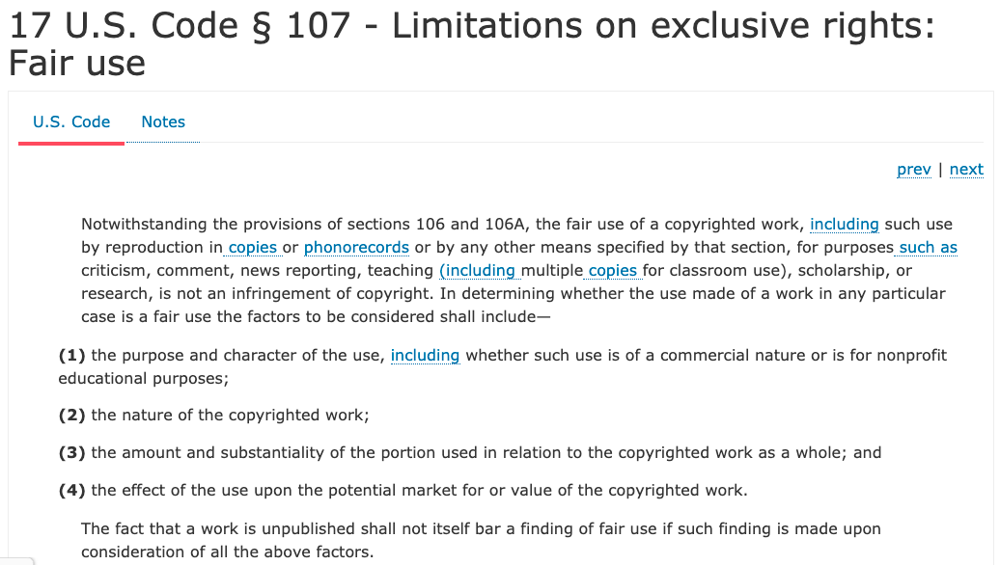 17 U.S. Code § 107 - Limitations on exclusive rights:
Fair use
U.S. Code Notes
prev | next
Notwithstanding the provisions of sections 106 and 106A, the fair use of a copyrighted work, including such use
by reproduction in copies or phonorecords or by any other means specified by that section, for purposes such as
criticism, comment, news reporting, teaching (including multiple copies for classroom use), scholarship, or
research, is not an infringement of copyright. In determining whether the use made of a work in any particular
case is a fair use the factors to be considered shall include—
(1) the purpose and character of the use, including whether such use is of a commercial nature or is for nonprofit
educational purposes;
(2) the nature of the copyrighted work;
(3) the amount and substantiality of the portion used in relation to the copyrighted work as a whole; and
(4) the effect of the use upon the potential market for or value of the copyrighted work.
The fact that a work is unpublished shall not itself bar a finding of fair use if such finding is made upon
consideration of all the above factors.